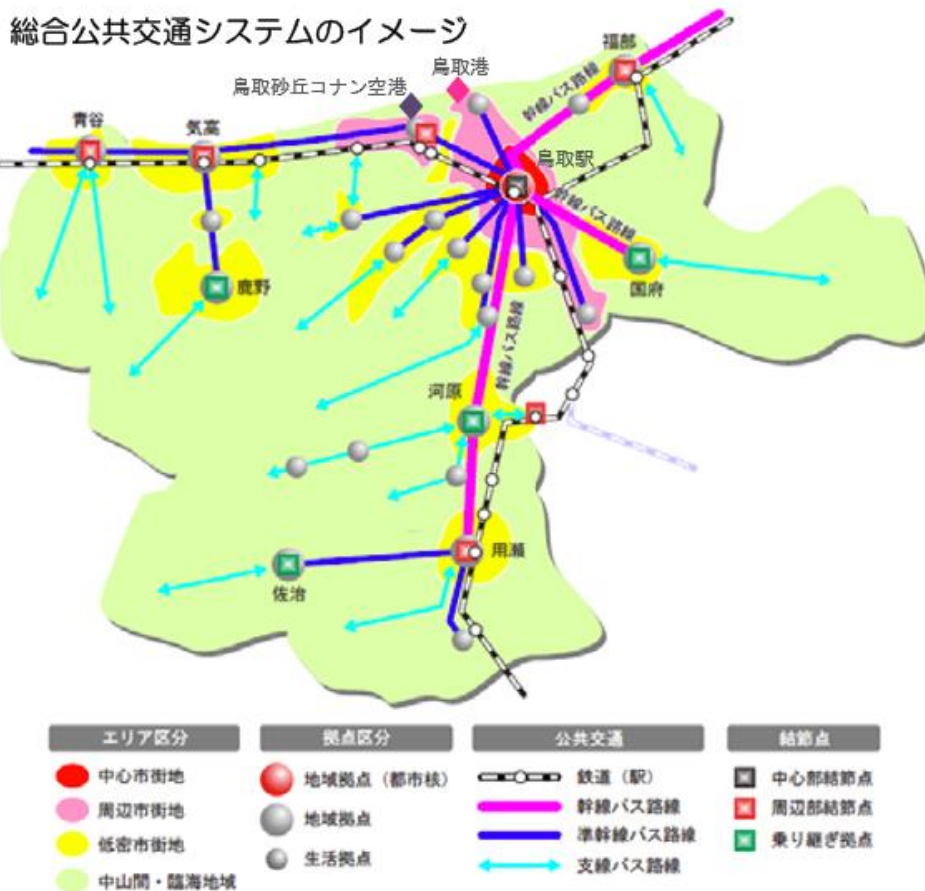 総合公共交通システムのイメージ
福部
鳥取港
鳥取砂丘コナン空港
幹線バス路線
青谷
気高
鳥取駅
幹線バス路線
鹿野
国府
幹線バス路線
河原
用瀬
佐治
エリア区分
中心市街地
周辺市街地
低密市街地
中山間・臨海地域
拠点区分
地域拠点（都市核）
地域拠点
生活拠点
公共交通
鉄道（駅）
幹線バス路線
準幹線バス路線
支線バス路線
結節点
中心部結節点
周辺部結節点
乗り継ぎ拠点